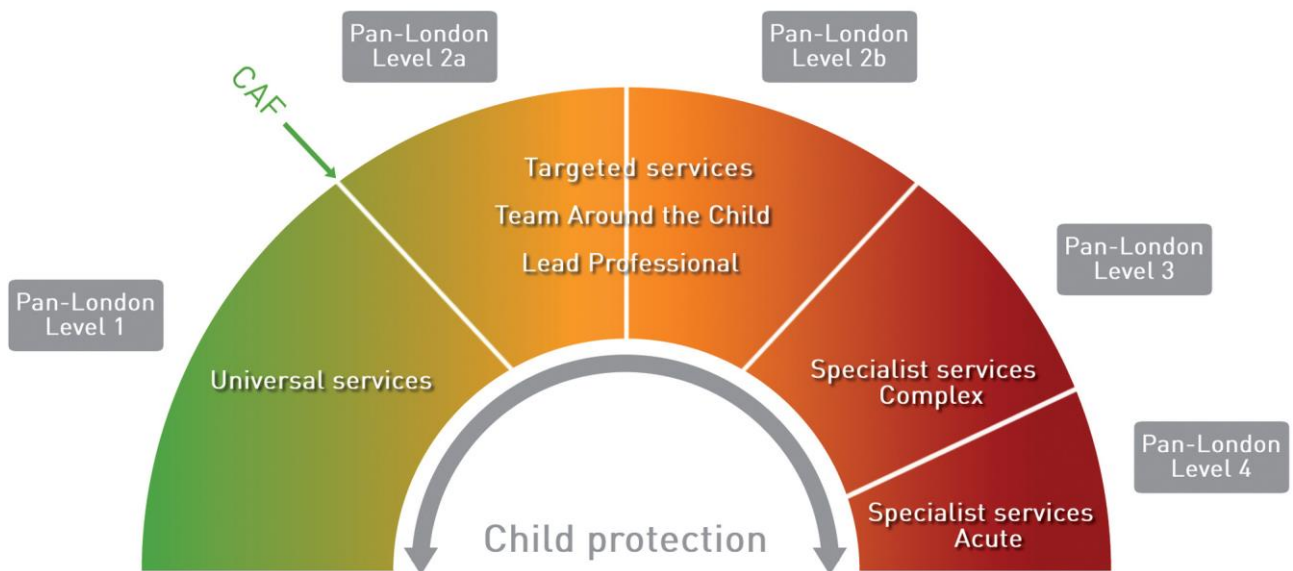 Pan-London
Level 2a
Pan-London
Level 2b
CAF
Targeted services
Team Around the Child
Lead Professional
Pan-London
Level 3
Pan-London
Level 1
Universal services
Specialist services
Complex
Pan-London
Level 4
Specialist services
Acute
Child protection